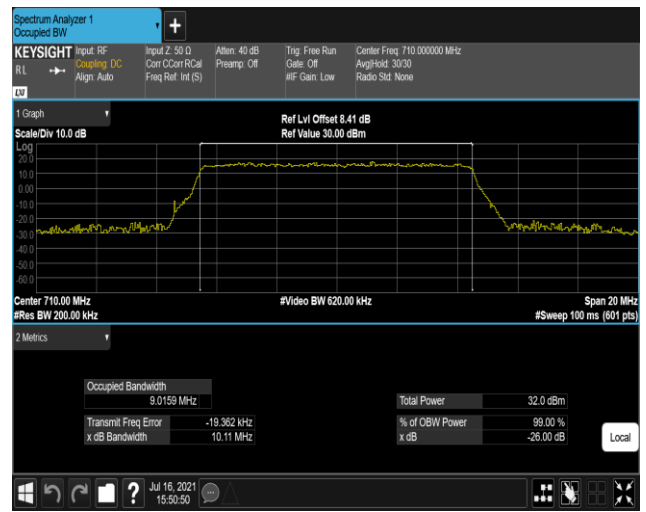 Spectrum Analyzer 1
Occupied BW
+
KEYSIGHT Input: RF Input Z: 50 Ω Atten: 40 dB Trig: Free Run Center Freq: 710.000000 MHz
R L Coupling: DC Corr CCorr RCal Preamp: Off Gate: Off Avg|Hold: 30/30
Align: Auto Freq Ref: Int (S) #IF Gain: Low Radio Std: None
LXI
1 Graph
Ref Lvl Offset 8.41 dB
Scale/Div 10.0 dB Ref Value 30.00 dBm
Log
20.0
10.0
0.00
-10.0
-20.0
-30.0
-40.0
-50.0
-60.0
Center 710.00 MHz #Video BW 620.00 kHz Span 20 MHz
#Res BW 200.00 kHz #Sweep 100 ms (601 pts)
2 Metrics
Occupied Bandwidth
9.0159 MHz Total Power 32.0 dBm
Transmit Freq Error -19.362 kHz % of OBW Power 99.00 %
x dB Bandwidth 10.11 MHz x dB -26.00 dB
Local
? Jul 16, 2021
15:50:50